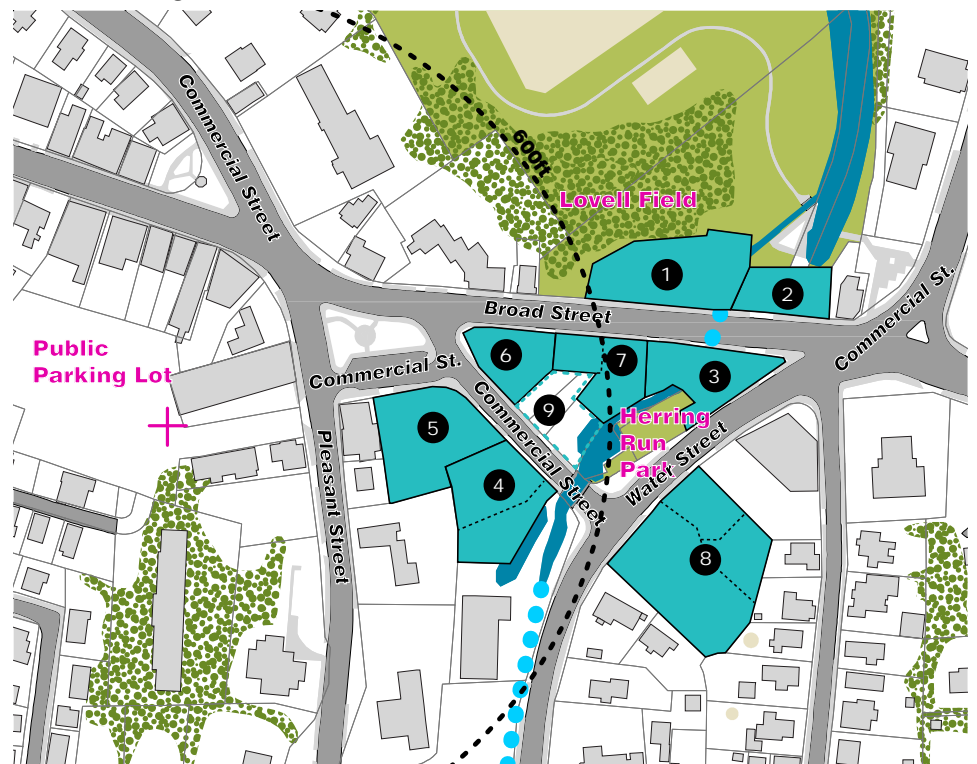 Commercial Street
600ft
Lovell Field
1
2
Broad Street
Commercial St.
Public
Parking Lot
6
7
3
Commercial St.
9
Herring
Run
Park
5
Commercial Street
Water Street
4
Pleasant Street
8